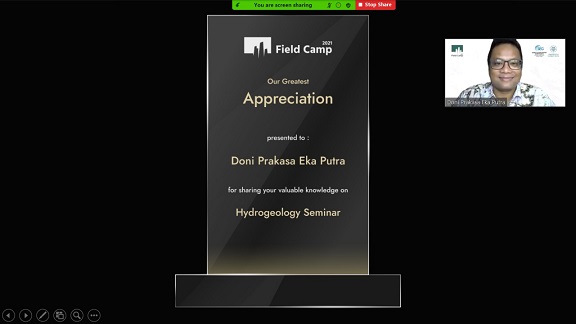 You are screen sharing
Stop Share
Field Camp
2021
Our Greatest
Appreciation
presented to :
Doni Prakasa Eka Putra
for sharing your valuable knowledge on
Hydrogeology Seminar
Doni Prakasa Eka Putra